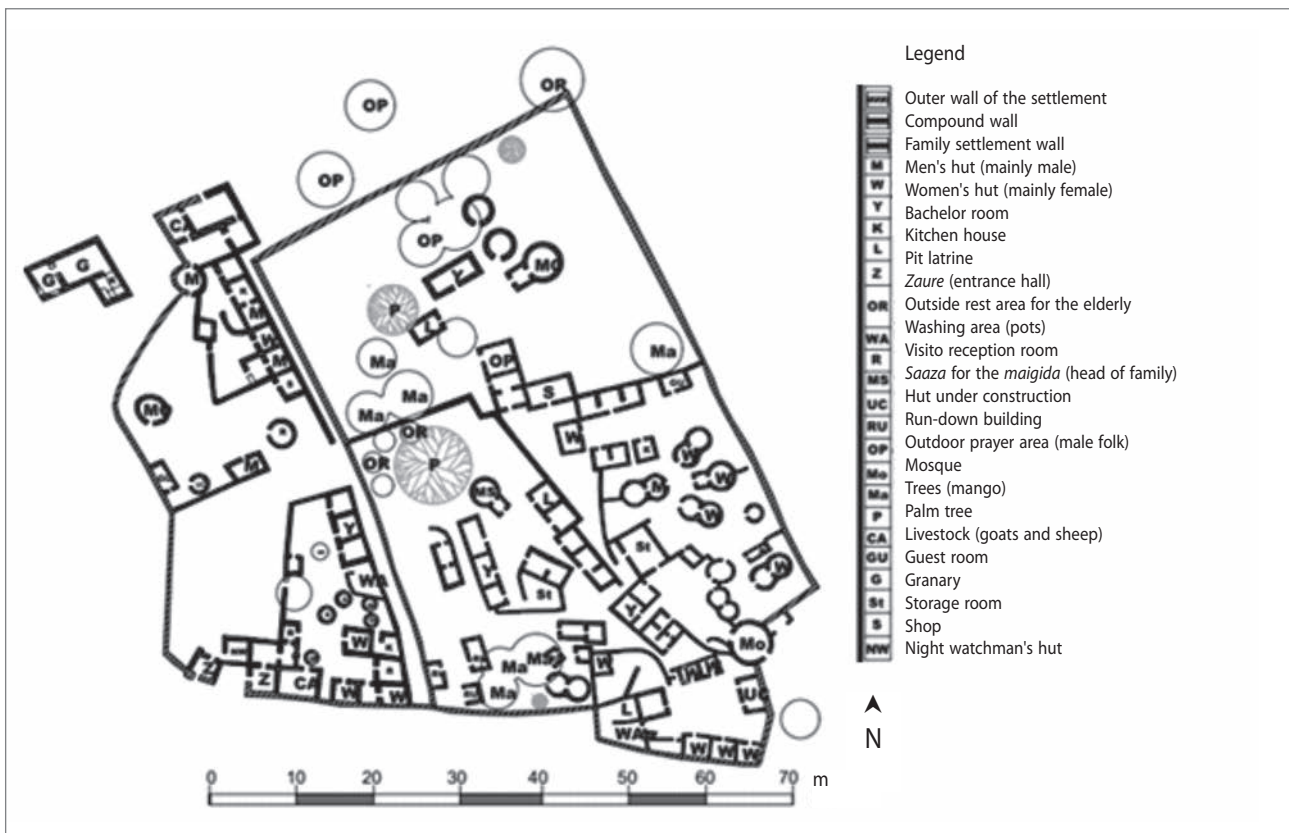 Legend
Outer wall of the settlement
Compound wall
Family settlement wall
M Men's hut (mainly male)
W Women's hut (mainly female)
Y Bachelor room
K Kitchen house
L Pit latrine
Z Zaure (entrance hall)
OR Outside rest area for the elderly
WA Washing area (pots)
R Visito reception room
MS Saaza for the maigida (head of family)
UC Hut under construction
RU Run-down building
OP Outdoor prayer area (male folk)
Mo Mosque
Ma Trees (mango)
P Palm tree
CA Livestock (goats and sheep)
GU Guest room
G Granary
St Storage room
S Shop
NW Night watchman's hut
N
OR
OP
OP
OP
G G
M
M
M
P
Ma
OP
Ma
Ma
Ma
S
W
OR
OR
P
MS
W
W
M
W
St
W
Y
WA
St
Y
W
Mo
Z
Z
CA
W
W
Ma
MS
Ma
W
UC
L
WA
W W W
0 10 20 30 40 50 60 70 m